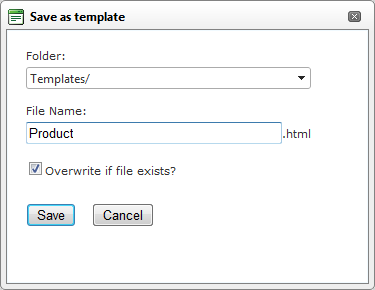 Save as template
Folder:
Templates/
File Name:
Product .html
Overwrite if file exists?
Save Cancel